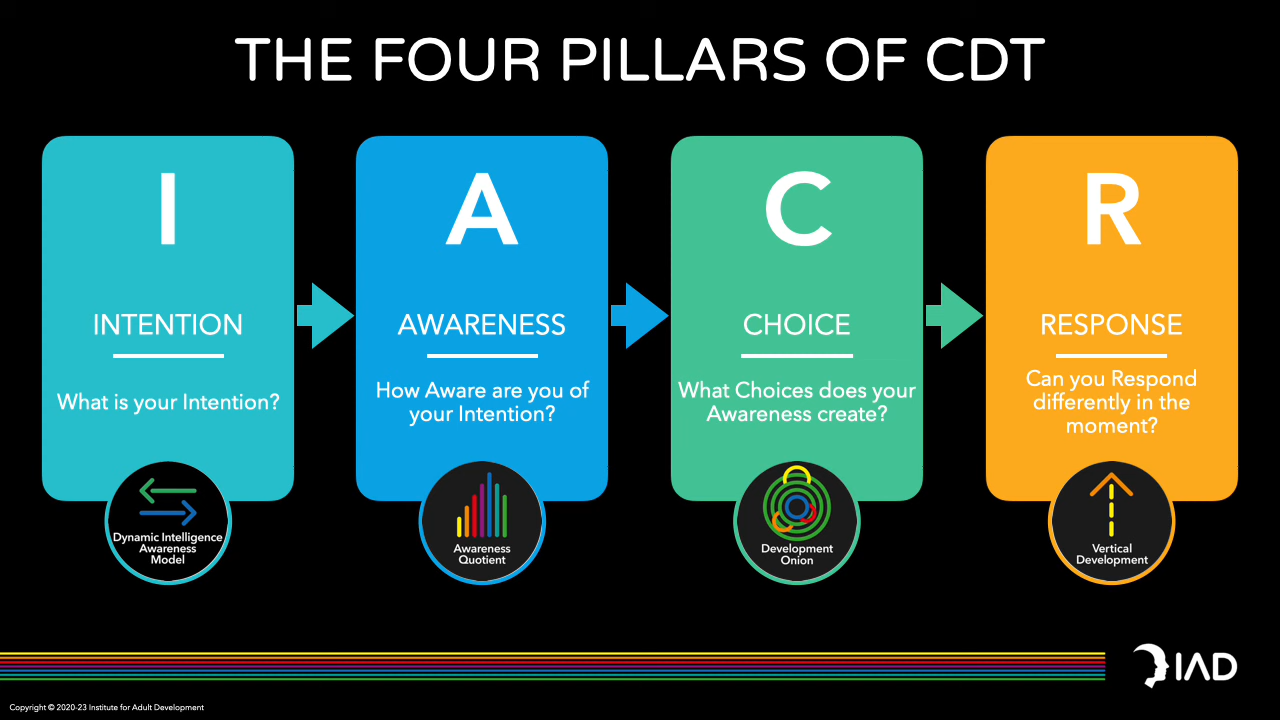 THE FOUR PILLARS OF CDT
I
INTENTION
What is your Intention?
Dynamic Intelligence
Awareness
Model
A
AWARENESS
How Aware are you of
your Intention?
Awareness
Quotient
C
CHOICE
What Choices does your
Awareness create?
Development
Onion
R
RESPONSE
Can you Respond
differently in the
moment?
Vertical
Development
IAD
Copyright © 2020-23 Institute for Adult Development